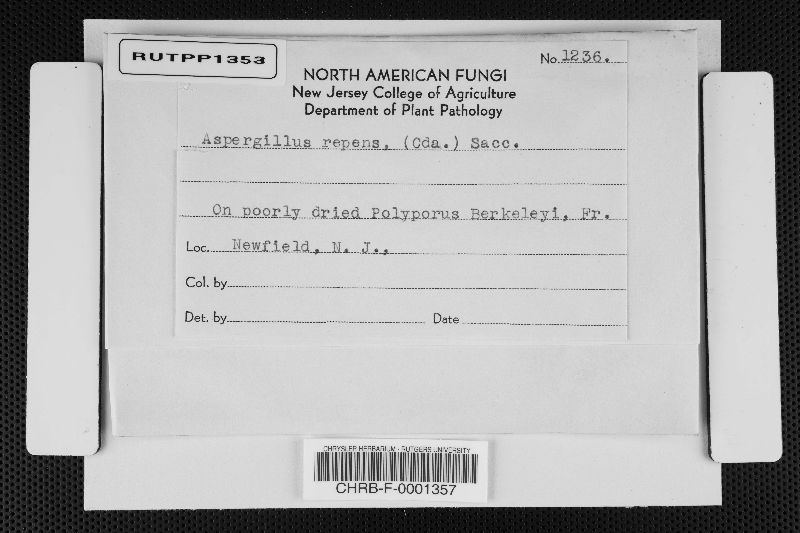 RUTPP1353
No. 1236.
NORTH AMERICAN FUNGI
New Jersey College of Agriculture
Department of Plant Pathology
Aspergillus repens, (Cda.) Sacc.
On poorly dried Polyporus Berkeleyi, Fr.
Loc. Newfield, N. J.,
Col. by
Det. by Date
CHRYSLER HERBARIUM - RUTGERS UNIVERSITY
CHRB-F-0001357